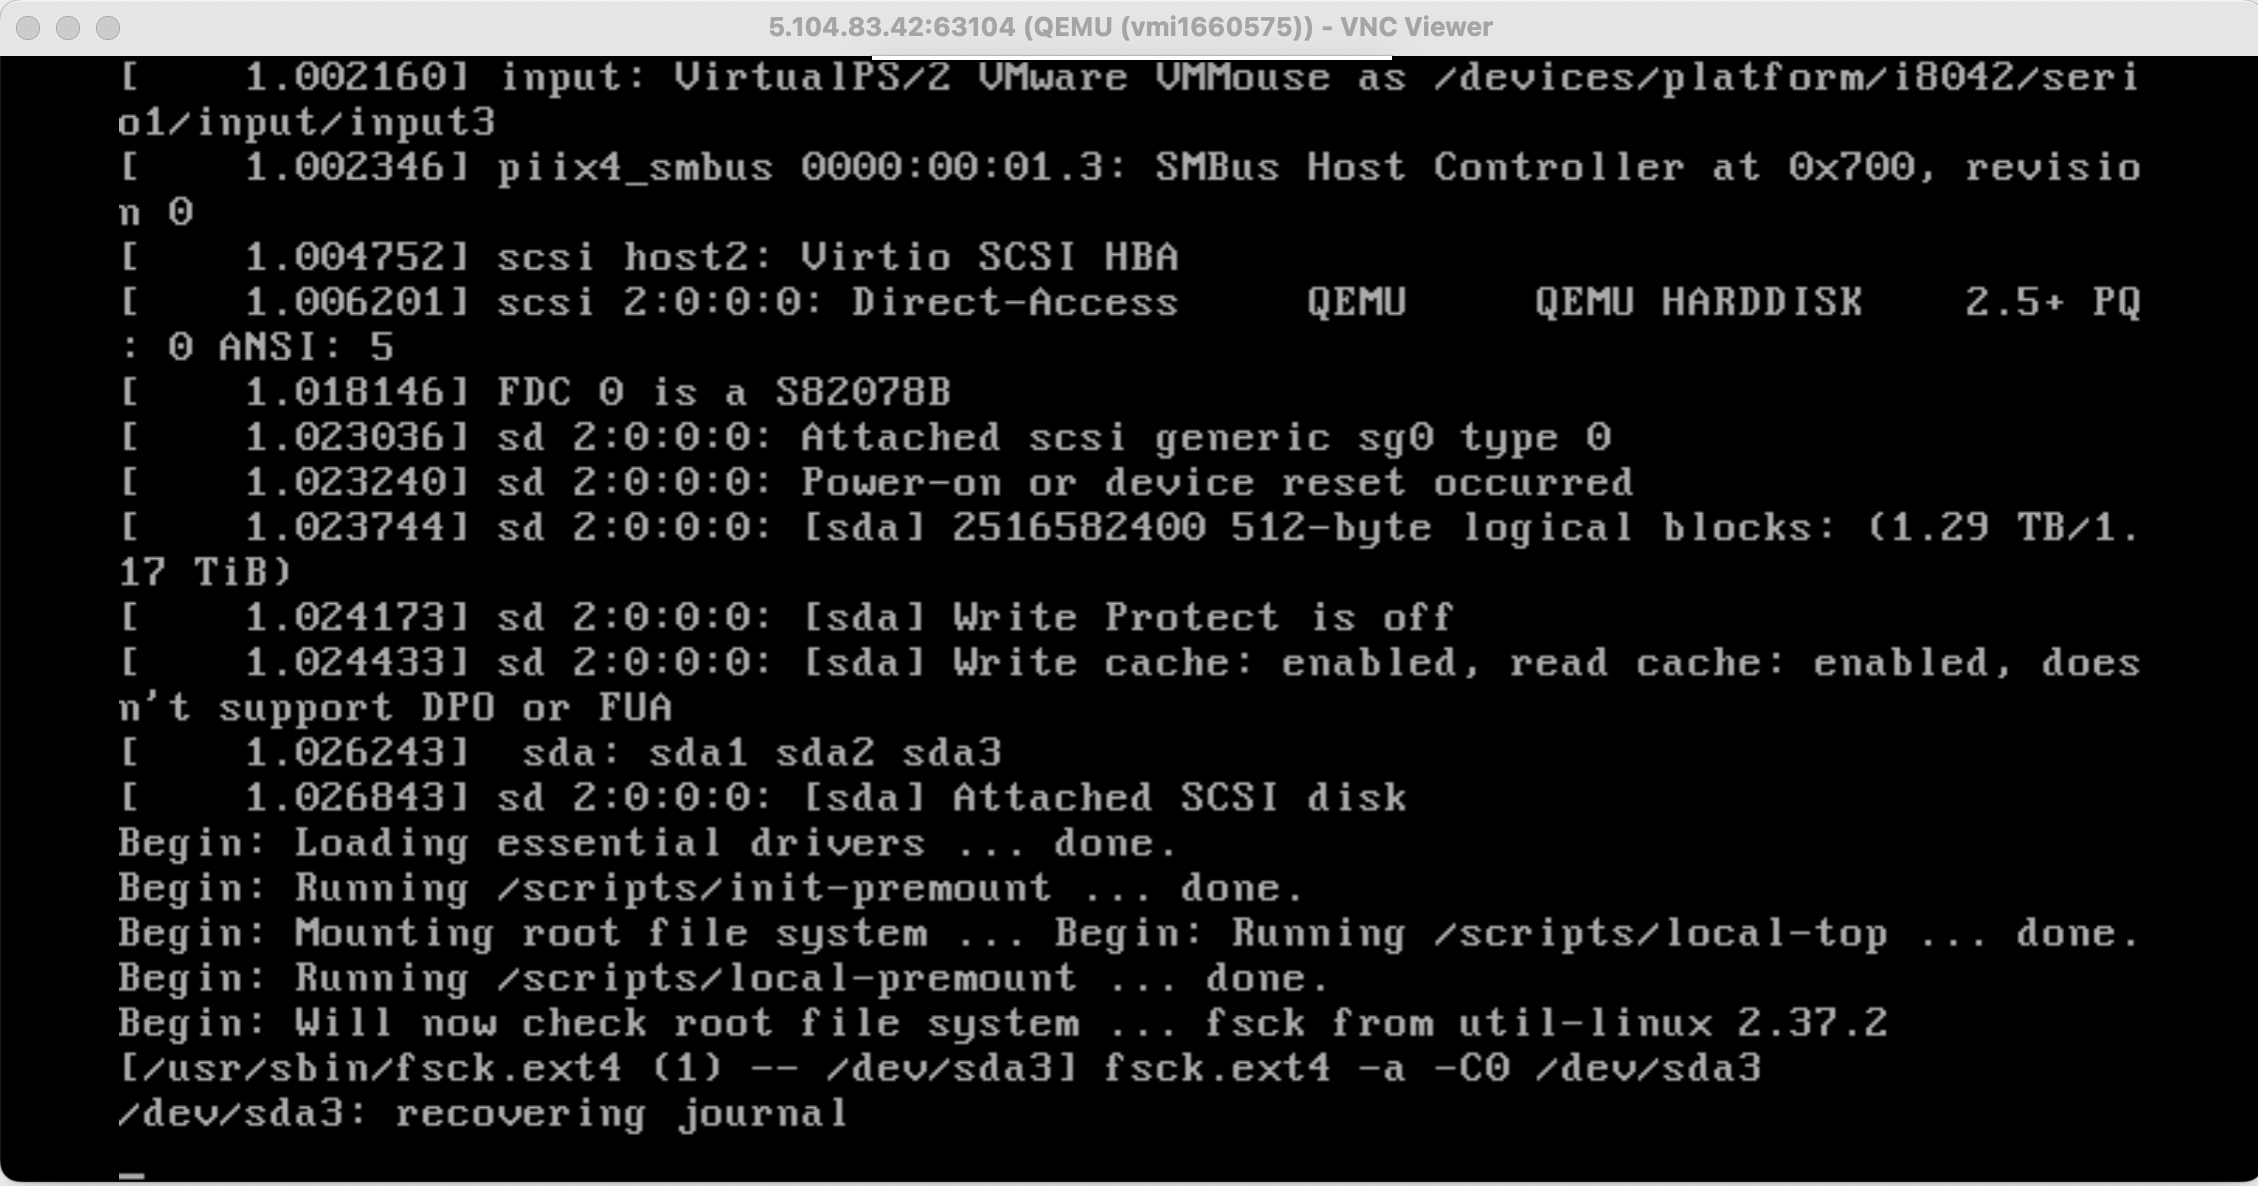 5.104.83.42:63104 (QEMU (vmi1660575)) - VNC Viewer
[    1.002160] input: VirtualPS/2 VMware VMMouse as /devices/platform/i8042/seri
o1/input/input3
[    1.002346] piix4_smbus 0000:00:01.3: SMBus Host Controller at 0x700, revisio
n 0
[    1.004752] scsi host2: Virtio SCSI HBA
[    1.006201] scsi 2:0:0:0: Direct-Access     QEMU     QEMU HARDDISK    2.5+ PQ
: 0 ANSI: 5
[    1.018146] FDC 0 is a S82078B
[    1.023036] sd 2:0:0:0: Attached scsi generic sg0 type 0
[    1.023240] sd 2:0:0:0: Power-on or device reset occurred
[    1.023744] sd 2:0:0:0: [sda] 2516582400 512-byte logical blocks: (1.29 TB/1.
17 TiB)
[    1.024173] sd 2:0:0:0: [sda] Write Protect is off
[    1.024433] sd 2:0:0:0: [sda] Write cache: enabled, read cache: enabled, does
n't support DPO or FUA
[    1.026243]  sda: sda1 sda2 sda3
[    1.026843] sd 2:0:0:0: [sda] Attached SCSI disk
Begin: Loading essential drivers ... done.
Begin: Running /scripts/init-premount ... done.
Begin: Mounting root file system ... Begin: Running /scripts/local-top ... done.
Begin: Running /scripts/local-premount ... done.
Begin: Will now check root file system ... fsck from util-linux 2.37.2
[/usr/sbin/fsck.ext4 (1) -- /dev/sda3] fsck.ext4 -a -C0 /dev/sda3
/dev/sda3: recovering journal